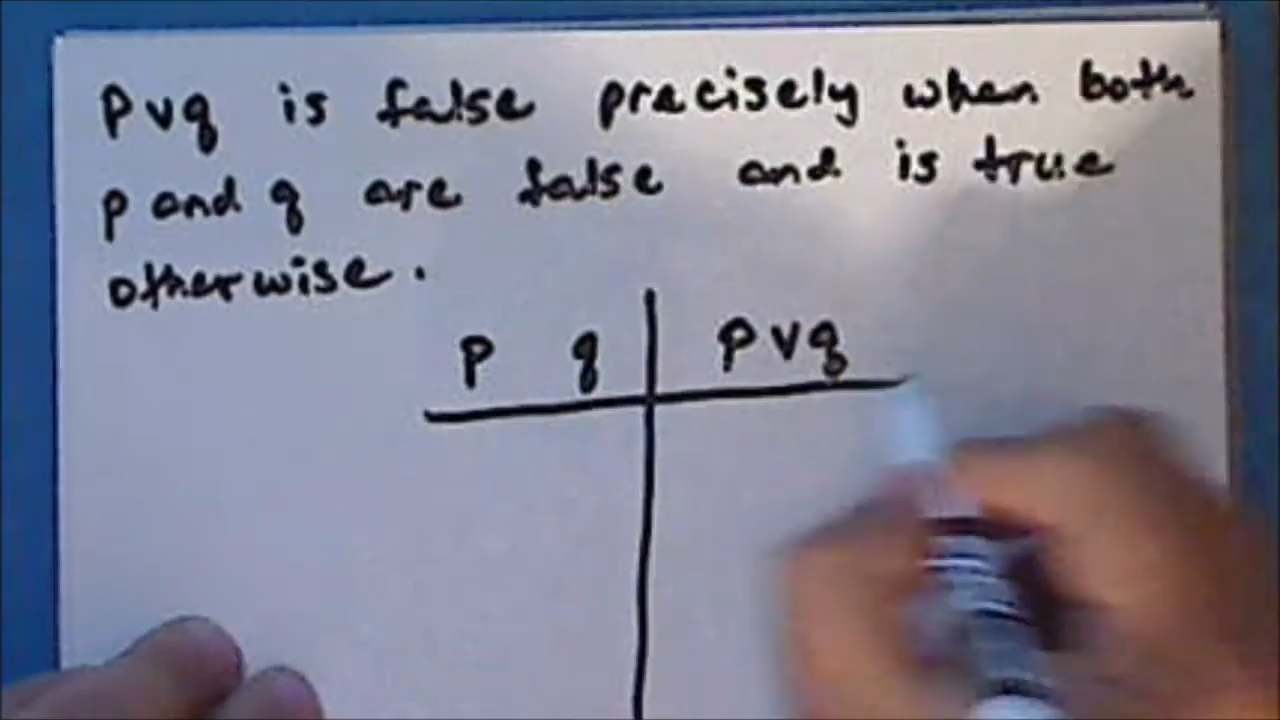 p v q is false precisely when both
p and q are false and is true
otherwise.
p q p v q